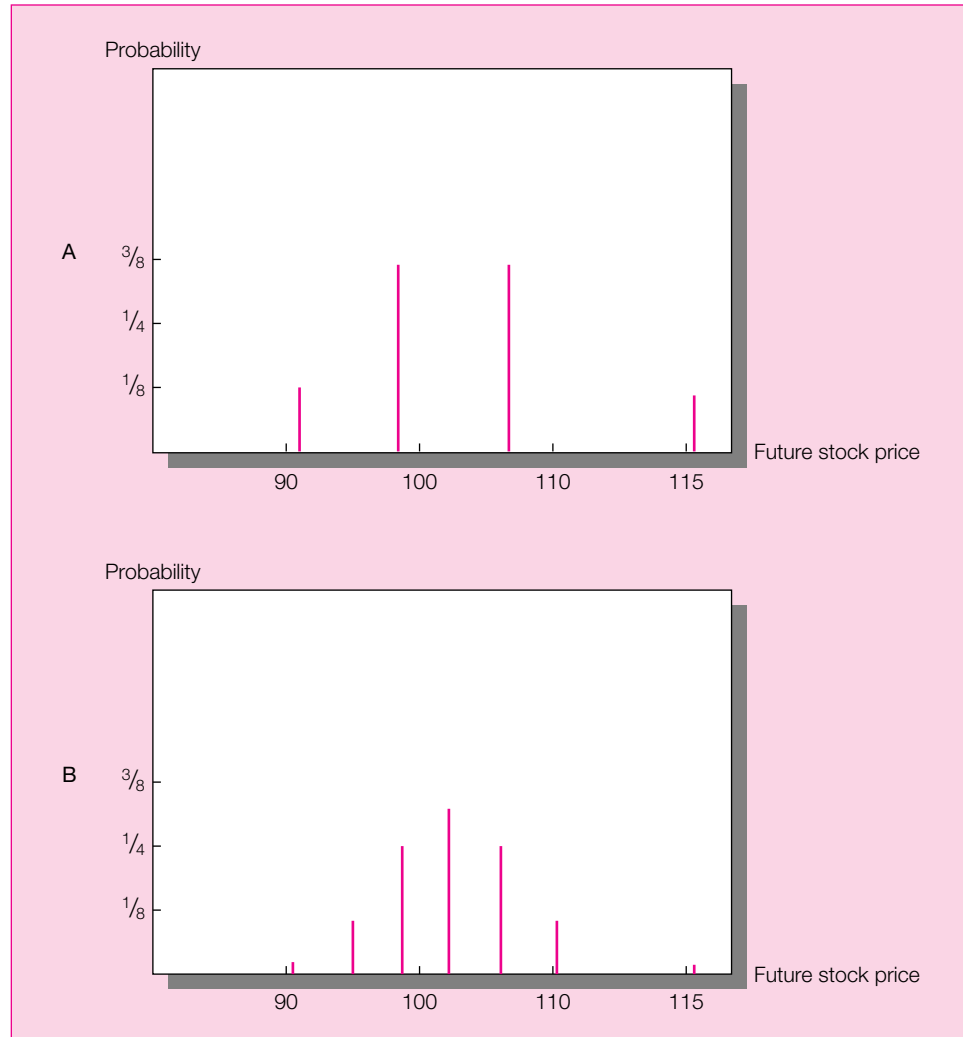 Probability
A
3/8
1/4
1/8
Future stock price
90 100 110 115
Probability
B
3/8
1/4
1/8
Future stock price
90 100 110 115